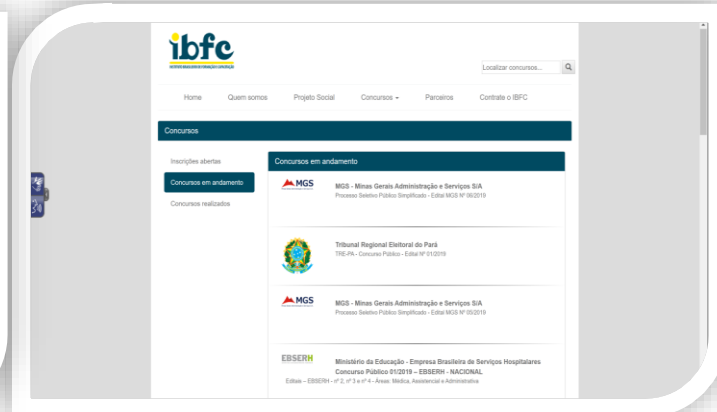 ibfc
INSTITUTO BRASILEIRO DE FORMAÇÃO E CAPACITAÇÃO
Localizar concursos...
Home Quem somos Projeto Social Concursos Parceiros Contrate o IBFC
Concursos
Inscrições abertas
Concursos em andamento
Concursos realizados
Concursos em andamento
MGS
MGS - Minas Gerais Administração e Serviços S/A
Processo Seletivo Público Simplificado - Edital MGS Nº 06/2019
Tribunal Regional Eleitoral do Pará
TRE-PA - Concurso Público - Edital Nº 01/2019
MGS
MGS - Minas Gerais Administração e Serviços S/A
Processo Seletivo Público Simplificado - Edital MGS Nº 05/2019
EBSERH
Ministério da Educação - Empresa Brasileira de Serviços Hospitalares
Concurso Público 01/2019 – EBSERH - NACIONAL
Editais – EBSERH - nº 2, nº 3 e nº 4 - Áreas: Médica, Assistencial e Administrativa